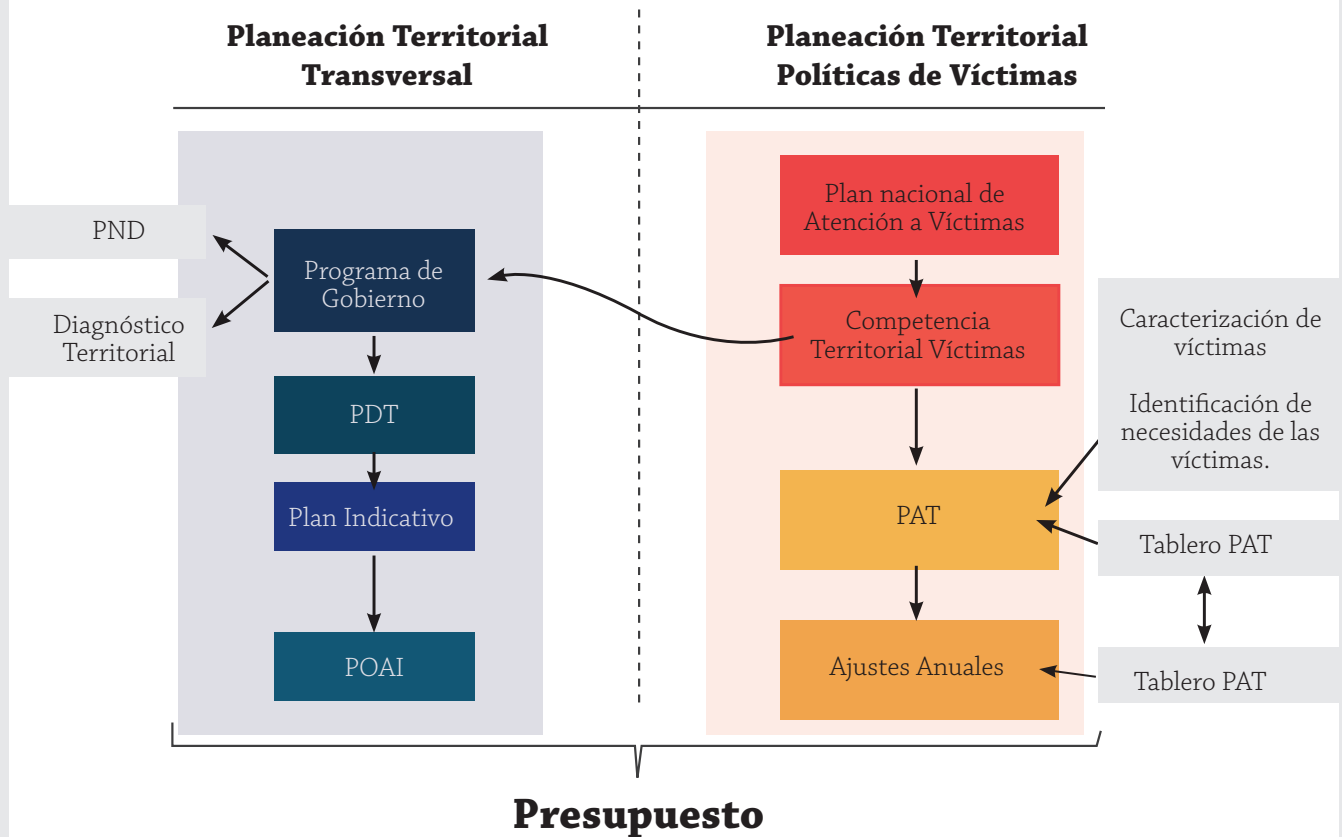 Planeación Territorial
Transversal
Planeación Territorial
Políticas de Víctimas
PND
Diagnóstico
Territorial
Programa de
Gobierno
PDT
Plan Indicativo
POAI
Plan nacional de
Atención a Víctimas
Competencia
Territorial Víctimas
PAT
Ajustes Anuales
Caracterización de
víctimas
Identificación de
necesidades de las
víctimas.
Tablero PAT
Tablero PAT
Presupuesto